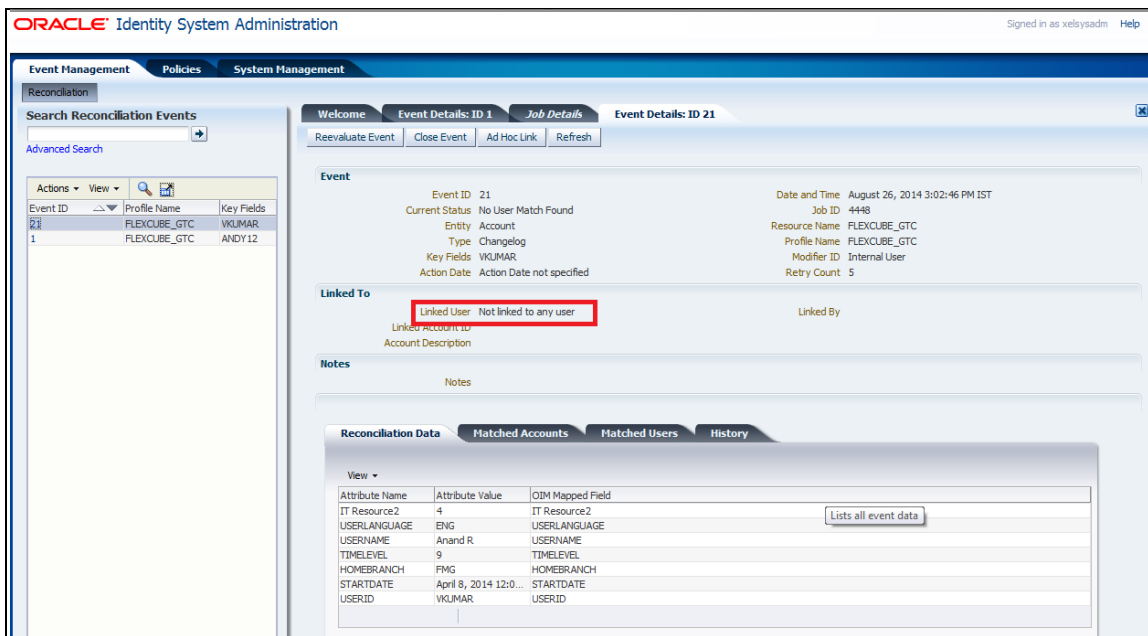 ORACLE Identity System Administration
Signed in as xelsysadm Help
Event Management Policies System Management
Reconciliation
Search Reconciliation Events
Advanced Search
Actions View
Event ID Profile Name Key Fields
21 FLEXCUBE_GTC VKUMAR
1 FLEXCUBE_GTC ANDY12
Welcome Event Details: ID 1 Job Details Event Details: ID 21
Reevaluate Event Close Event Ad Hoc Link Refresh
Event
Event ID 21 Date and Time August 26, 2014 3:02:46 PM IST
Current Status No User Match Found Job ID 4448
Entity Account Resource Name FLEXCUBE_GTC
Type Changelog Profile Name FLEXCUBE_GTC
Key Fields VKUMAR Modifier ID Internal User
Action Date Action Date not specified Retry Count 5
Linked To
Linked User Not linked to any user Linked By
Linked Account ID
Account Description
Notes
Notes
Reconciliation Data Matched Accounts Matched Users History
View
Attribute Name Attribute Value OIM Mapped Field
IT Resource2 4 IT Resource2
Lists all event data
USERLANGUAGE ENG USERLANGUAGE
USERNAME Anand R USERNAME
TIMELEVEL 9 TIMELEVEL
HOMEBRANCH FMG HOMEBRANCH
STARTDATE April 8, 2014 12:0... STARTDATE
USERID VKUMAR USERID